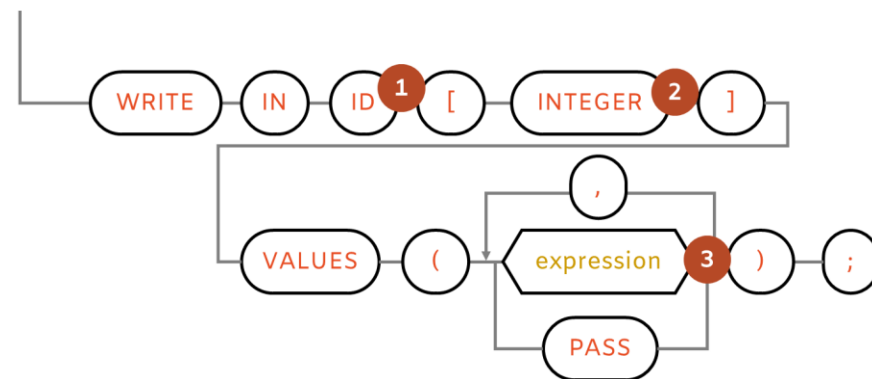 WRITE IN ID 1 [ INTEGER 2 ]
,
VALUES ( expression 3 ) ;
PASS